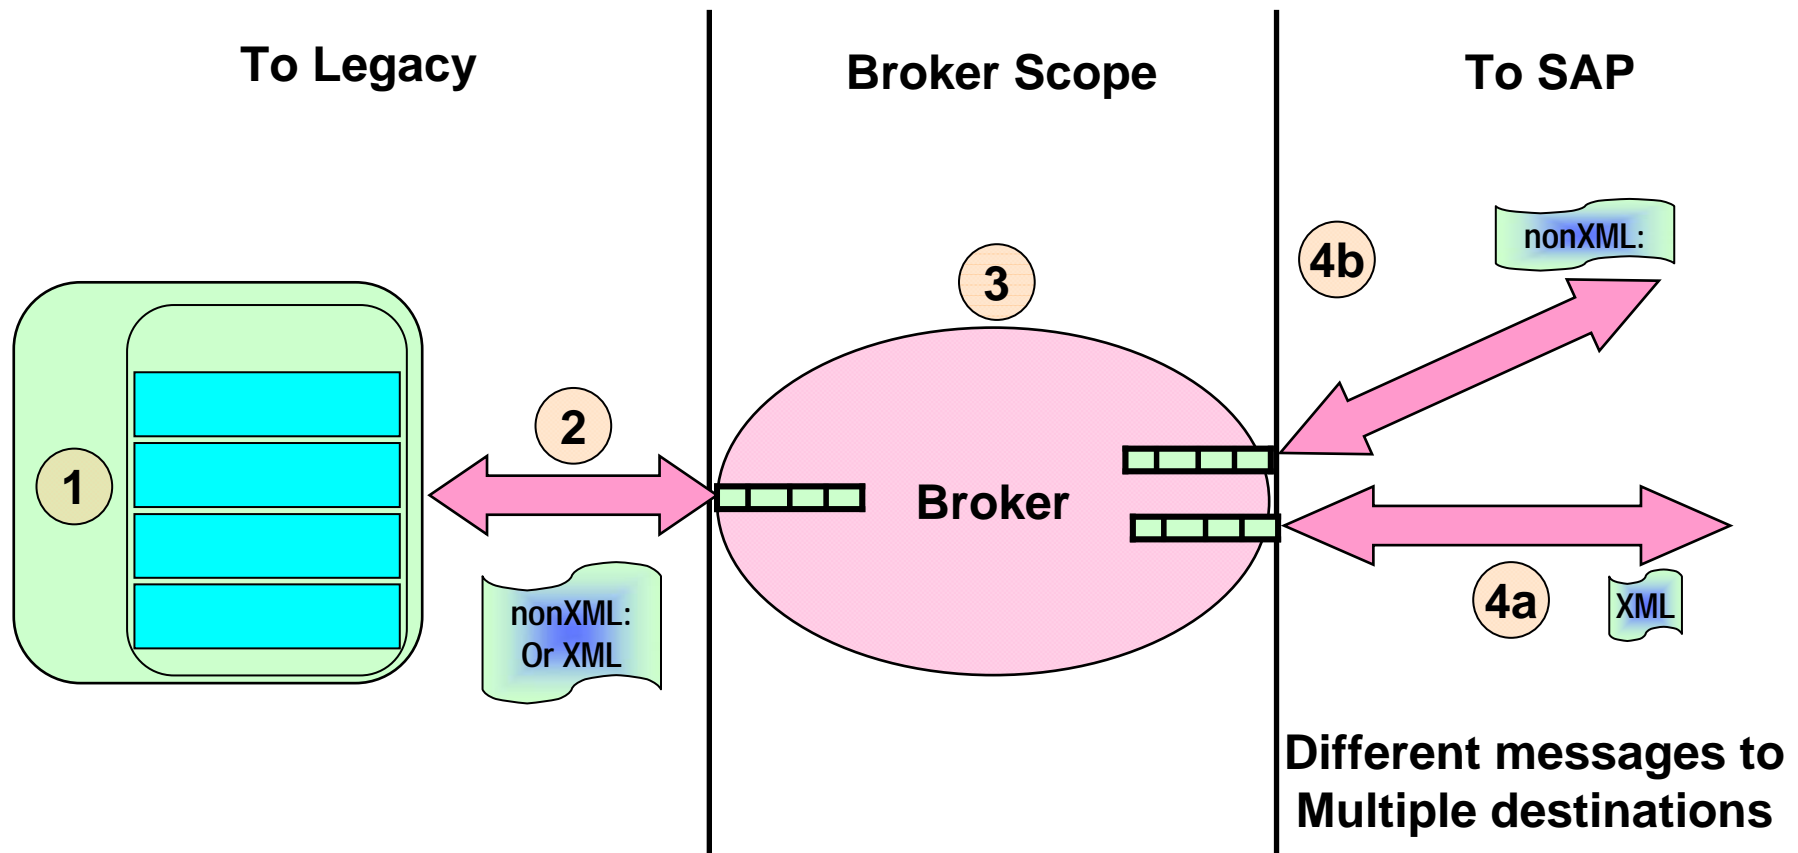 To Legacy
Broker Scope
To SAP
4b
nonXML:
3
2
1
Broker
nonXML:
Or XML
4a
XML
Different messages to
Multiple destinations